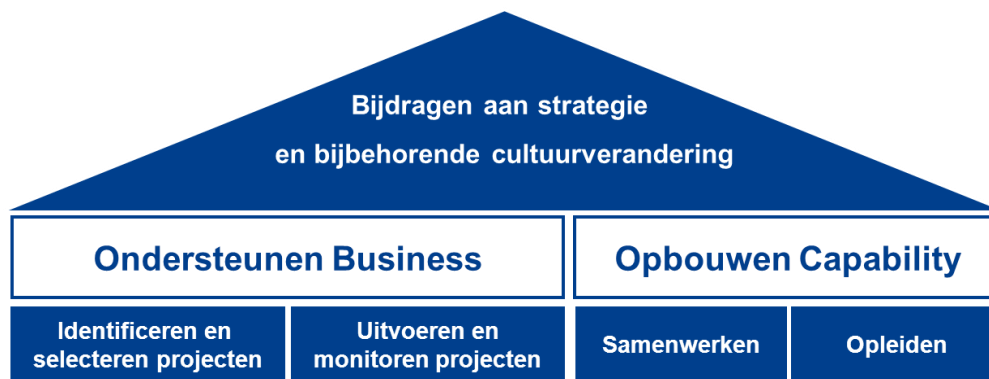 Bijdragen aan strategie
en bijbehorende cultuurverandering
Ondersteunen Business
Opbouwen Capability
Identificeren en
selecteren projecten
Uitvoeren en
monitoren projecten
Samenwerken
Opleiden